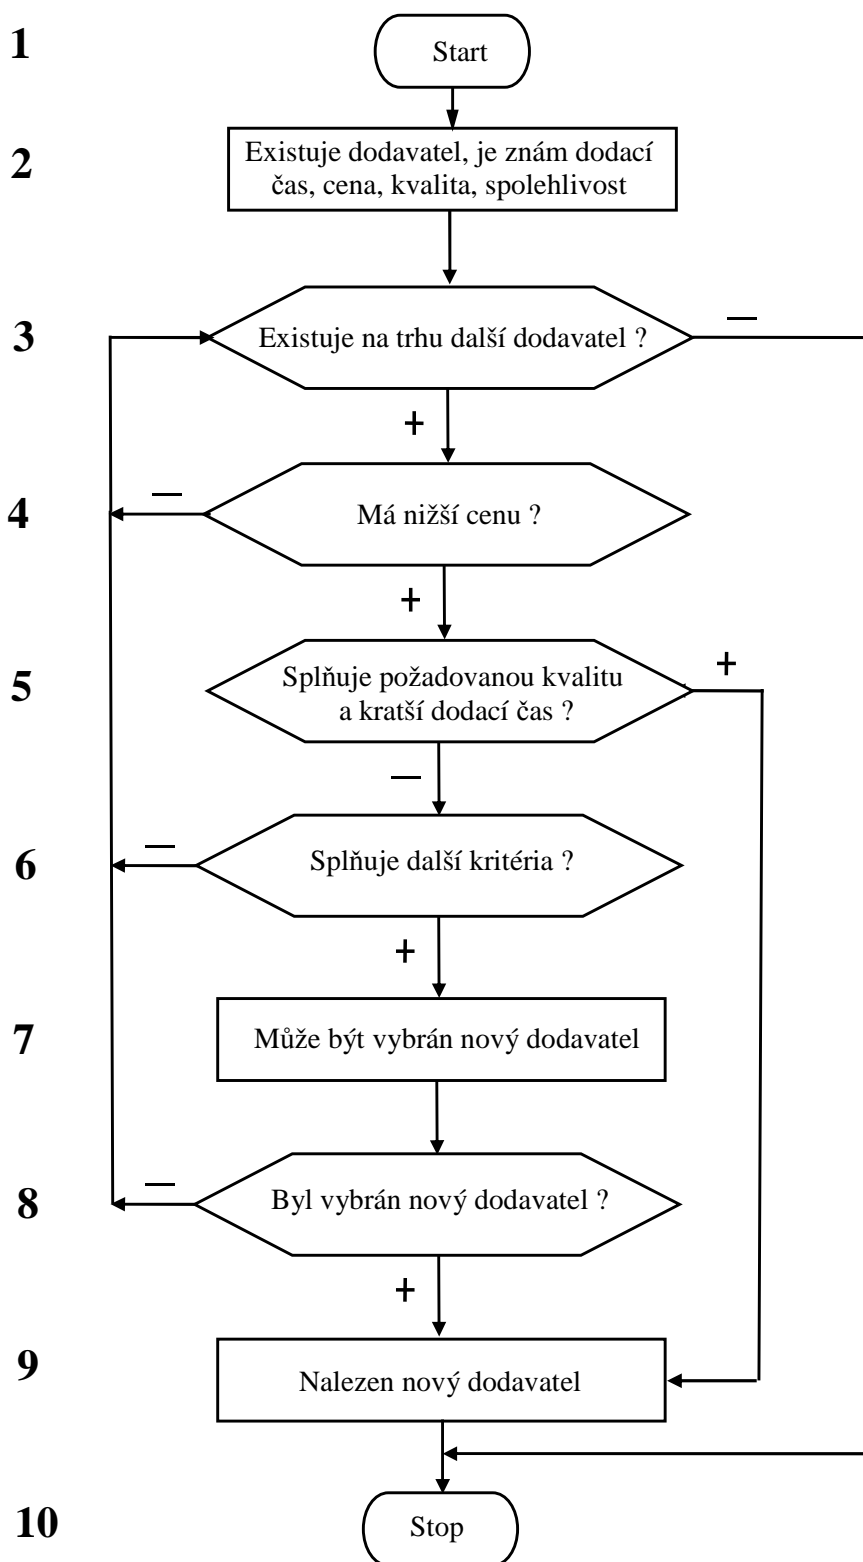 1
Start
2
Existuje dodavatel, je znám dodací
čas, cena, kvalita, spolehlivost
3
Existuje na trhu další dodavatel ?
—
+
4
—
Má nižší cenu ?
+
5
Splňuje požadovanou kvalitu
a kratší dodací čas ?
+
—
6
—
Splňuje další kritéria ?
+
7
Může být vybrán nový dodavatel
8
—
Byl vybrán nový dodavatel ?
+
9
Nalezen nový dodavatel
10
Stop